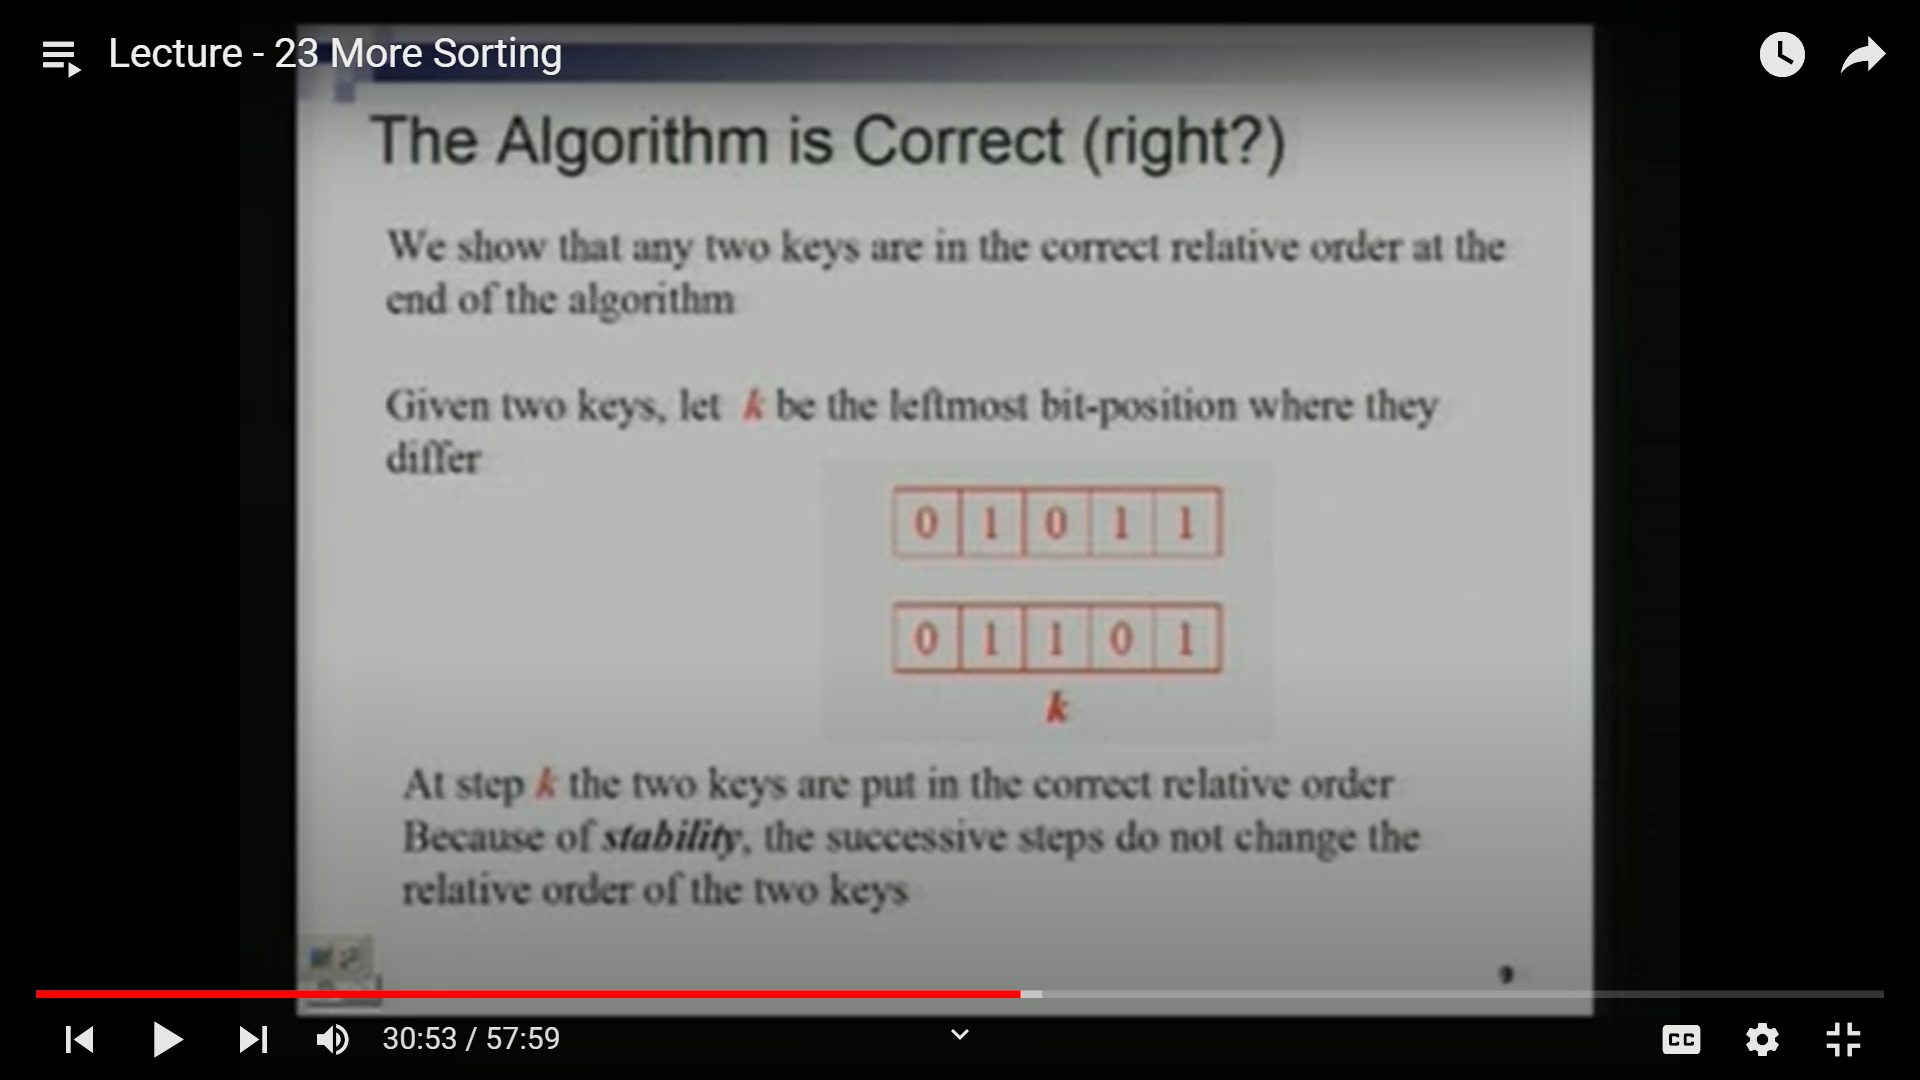 Lecture - 23 More Sorting
The Algorithm is Correct (right?)
We show that any two keys are in the correct relative order at the
end of the algorithm
Given two keys, let k be the leftmost bit-position where they
differ
0 1 0 1 1
0 1 1 0 1
k
At step k the two keys are put in the correct relative order
Because of stability, the successive steps do not change the
relative order of the two keys
9
30:53 / 57:59
CC